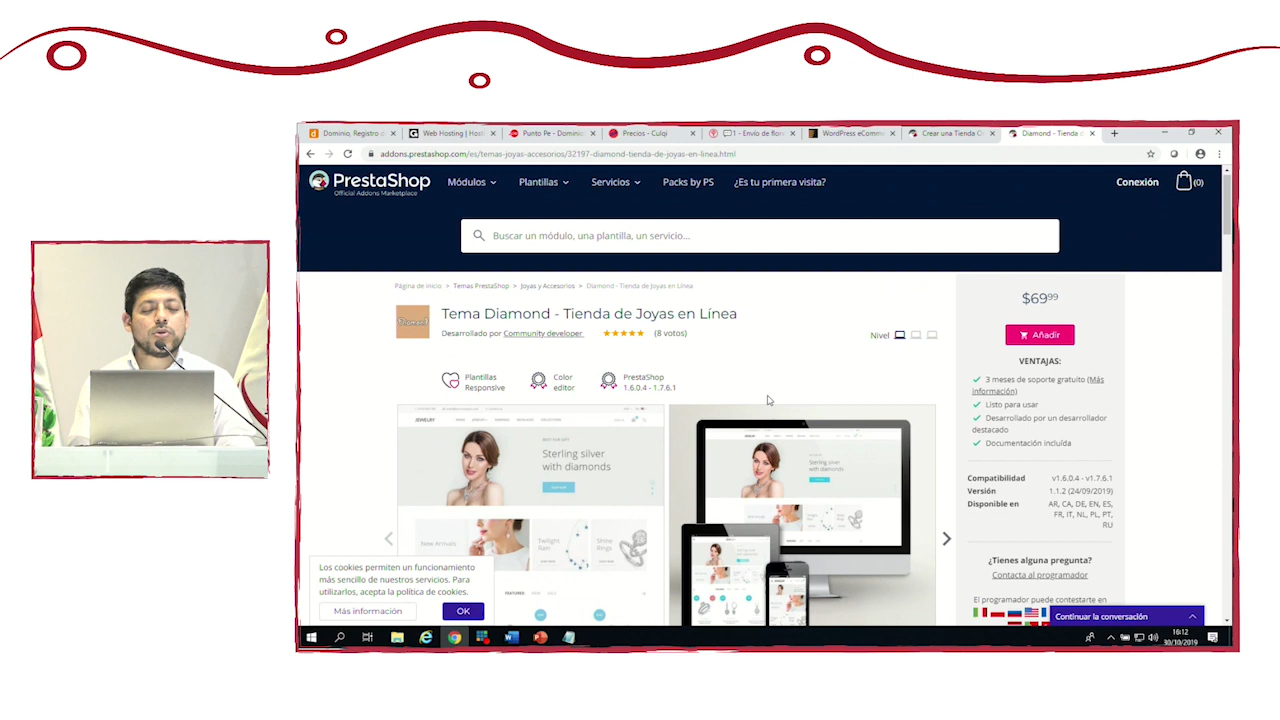 Dominio, Registro d
Web Hosting | Host
Punto Pe - Dominio
Precios - Culqi
1 - Envío de flor
WordPress eComme
Crear una Tienda O
Diamond - Tienda d
addons.prestashop.com/es/temas-joyas-accesorios/32197-diamond-tienda-de-joyas-en-linea.html
PrestaShop
Official Addons Marketplace
Módulos
Plantillas
Servicios
Packs by PS
¿Es tu primera visita?
Conexión
(0)
Buscar un módulo, una plantilla, un servicio...
Página de inicio > Temas PrestaShop > Joyas y Accesorios > Diamond - Tienda de Joyas en Línea
Diamond
Tema Diamond - Tienda de Joyas en Línea
Desarrollado por Community developer
(8 votos)
Nivel
Plantillas
Responsive
Color
editor
PrestaShop
1.6.0.4 - 1.7.6.1
$69⁹⁹
Añadir
VENTAJAS:
3 meses de soporte gratuito (Más
información)
Listo para usar
Desarrollado por un desarrollador
destacado
Documentación incluida
Compatibilidad v1.6.0.4 - v1.7.6.1
Versión 1.1.2 (24/09/2019)
Disponible en AR, CA, DE, EN, ES,
FR, IT, NL, PL, PT,
RU
¿Tienes alguna pregunta?
Contacta al programador
El programador puede contestarte en
Continuar la conversación
JEWELRY
Sterling silver
with diamonds
New Arrivals
Twilight
Rain
Shine
Rings
FEATURED
Sterling silver
with diamonds
Los cookies permiten un funcionamiento
más sencillo de nuestros servicios. Para
utilizarlos, acepta la política de cookies.
Más información
OK
16:12
30/10/2019